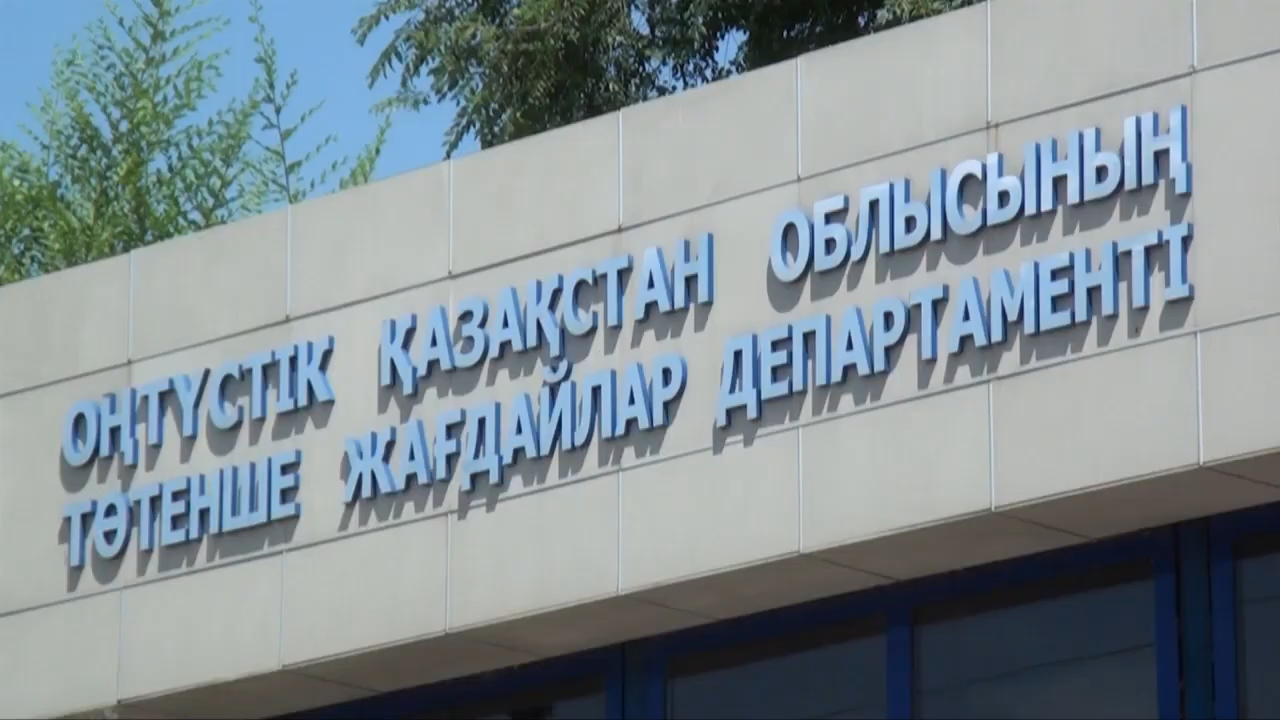 ОҢТҮСТІК ҚАЗАҚСТАН ОБЛЫСЫНЫҢ
ТӨТЕНШЕ ЖАҒДАЙЛАР ДЕПАРТАМЕНТІ